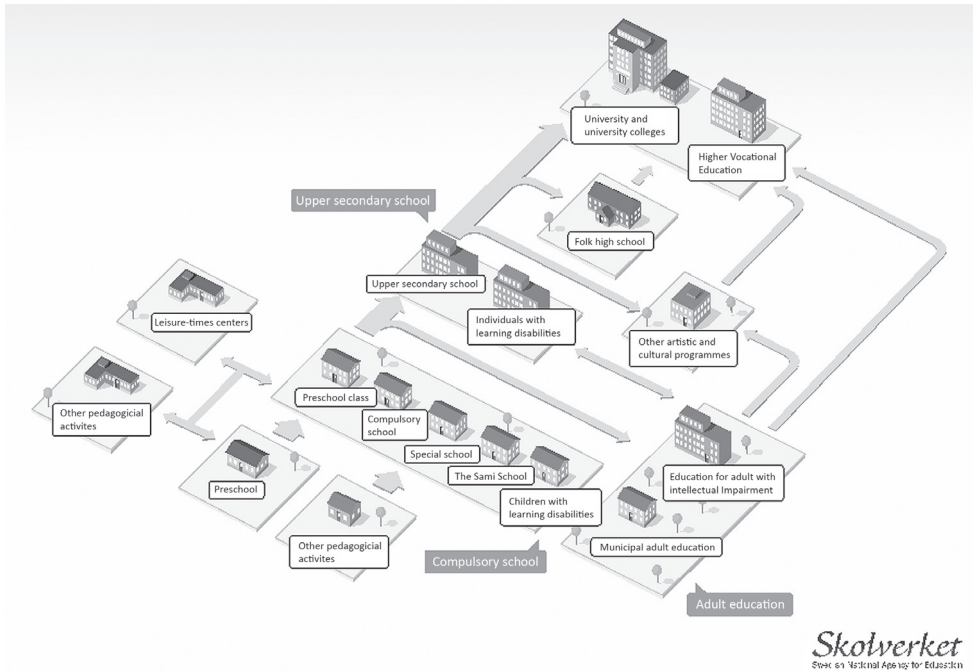 University and
university colleges
Higher Vocational
Education
Upper secondary school
Folk high school
Upper secondary school
Individuals with
learning disabilities
Leisure-times centers
Other artistic and
cultural programmes
Preschool class
Compulsory
school
Special school
The Sami School
Children with
learning disabilities
Other pedagogicial
activites
Preschool
Other pedagogicial
activites
Education for adult with
intellectual Impairment
Municipal adult education
Compulsory school
Adult education
Skolverket
Swedish National Agency for Education